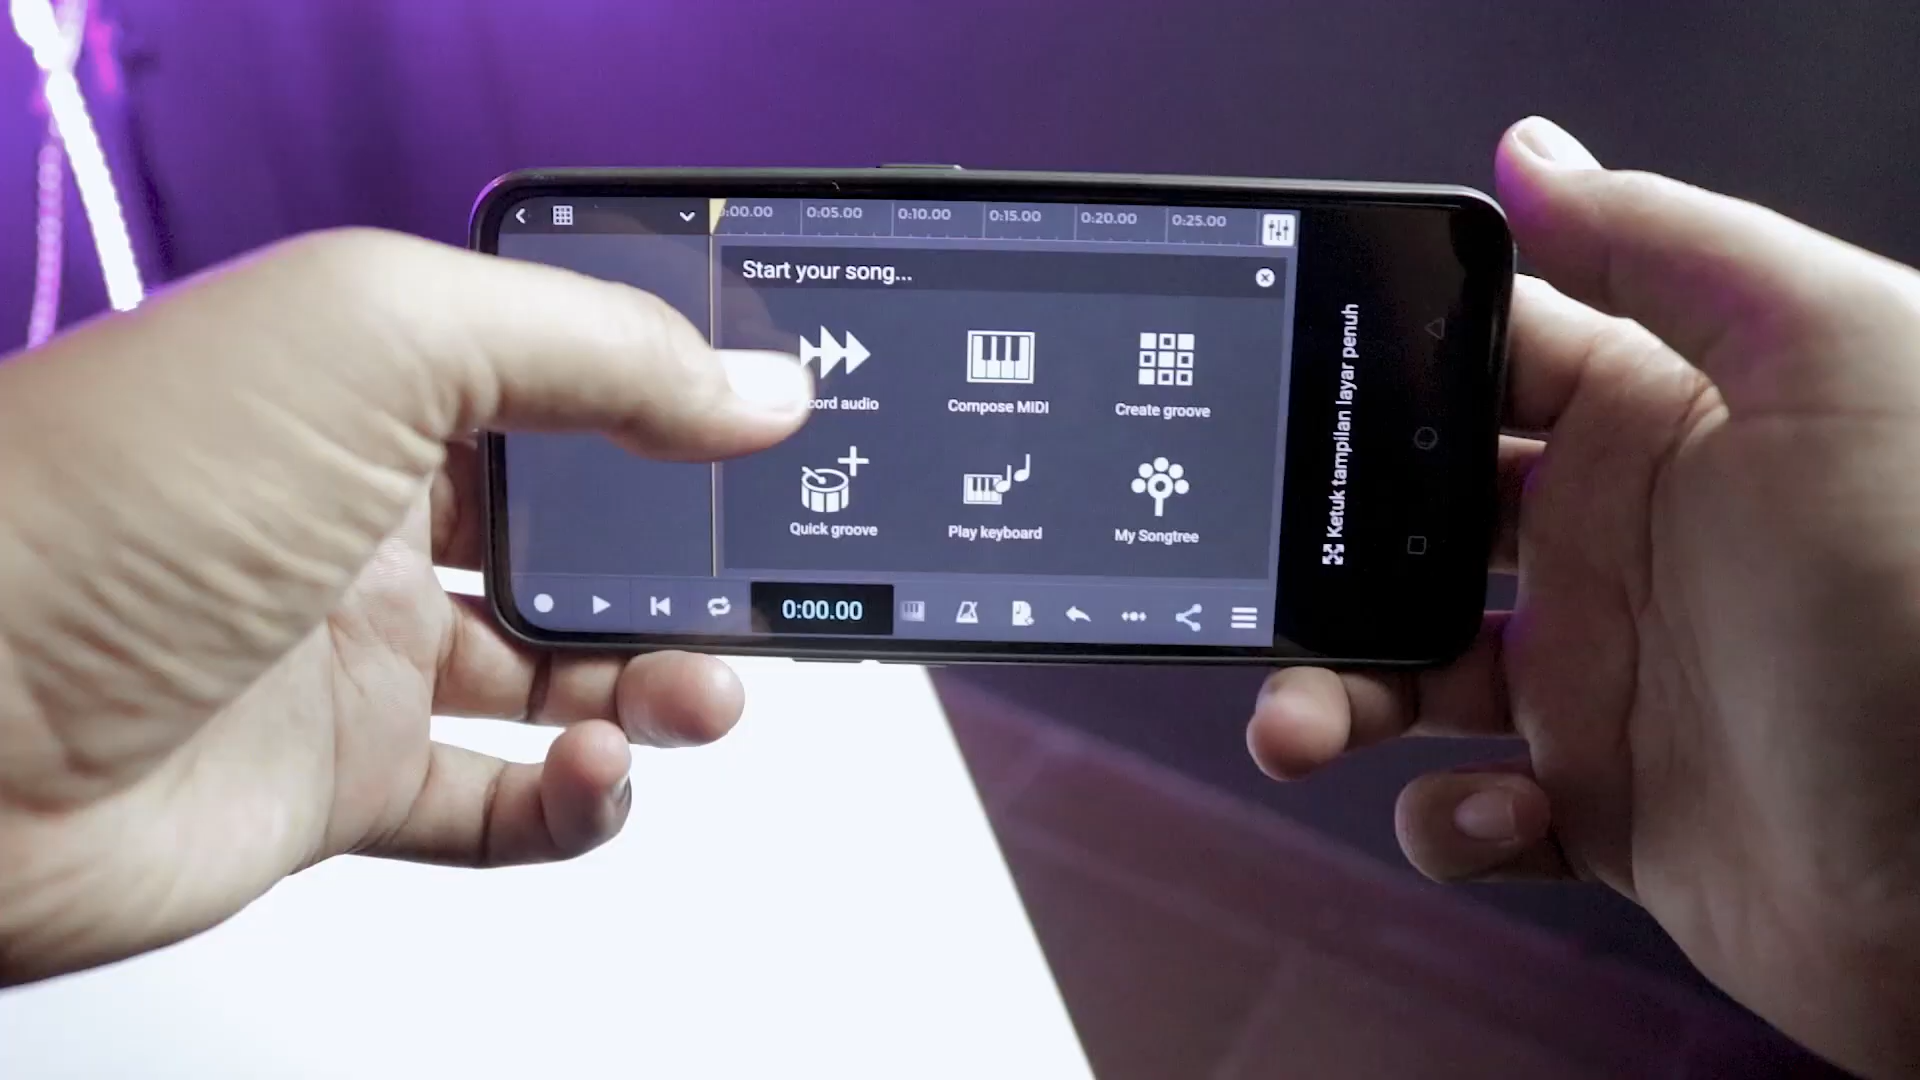 0:05.00
0:10.00
0:15.00
0:20.00
0:25.00
Start your song...
audio
Compose MIDI
Create groove
Quick groove
Play keyboard
My Songtree
0:00.00
Ketuk tampilan layar penuh